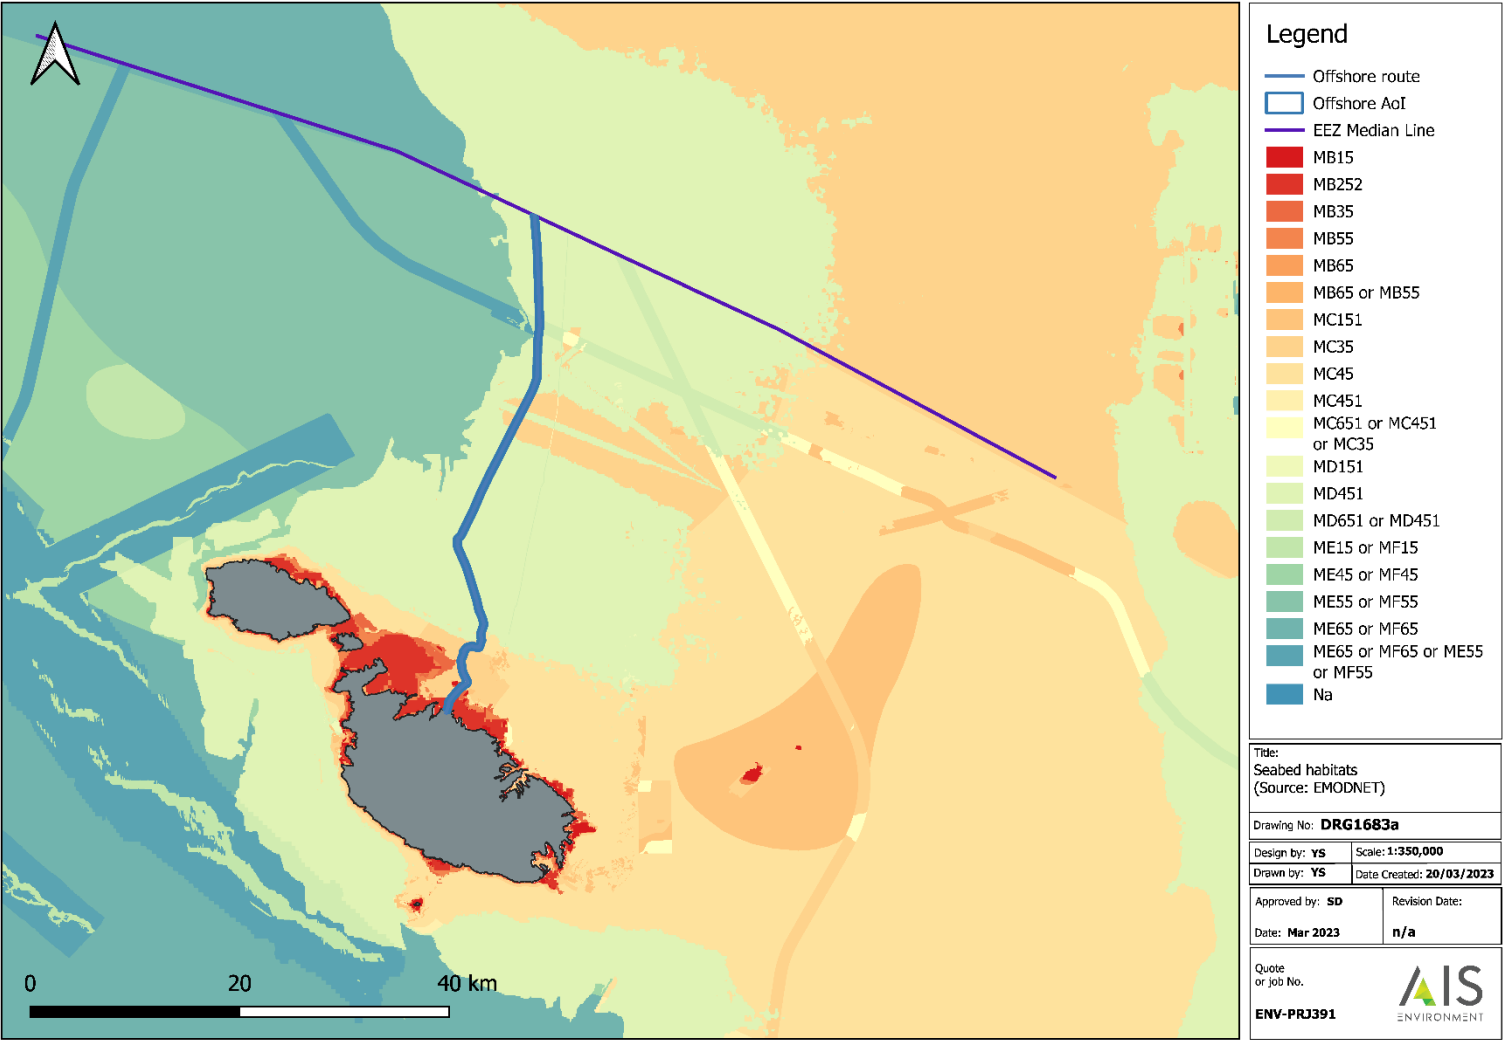 Legend
Offshore route
Offshore AoI
EEZ Median Line
MB15
MB252
MB35
MB55
MB65
MB65 or MB55
MC151
MC35
MC45
MC451
MC651 or MC451
or MC35
MD151
MD451
MD651 or MD451
ME15 or MF15
ME45 or MF45
ME55 or MF55
ME65 or MF65
ME65 or MF65 or ME55
or MF55
Na
0 20 40 km
Title:
Seabed habitats
(Source: EMODNET)
Drawing No: DRG1683a
Design by: YS Scale: 1:350,000
Drawn by: YS Date Created: 20/03/2023
Approved by: SD Revision Date:
Date: Mar 2023 n/a
Quote
or job No.
ENV-PRJ391
AIS
ENVIRONMENT